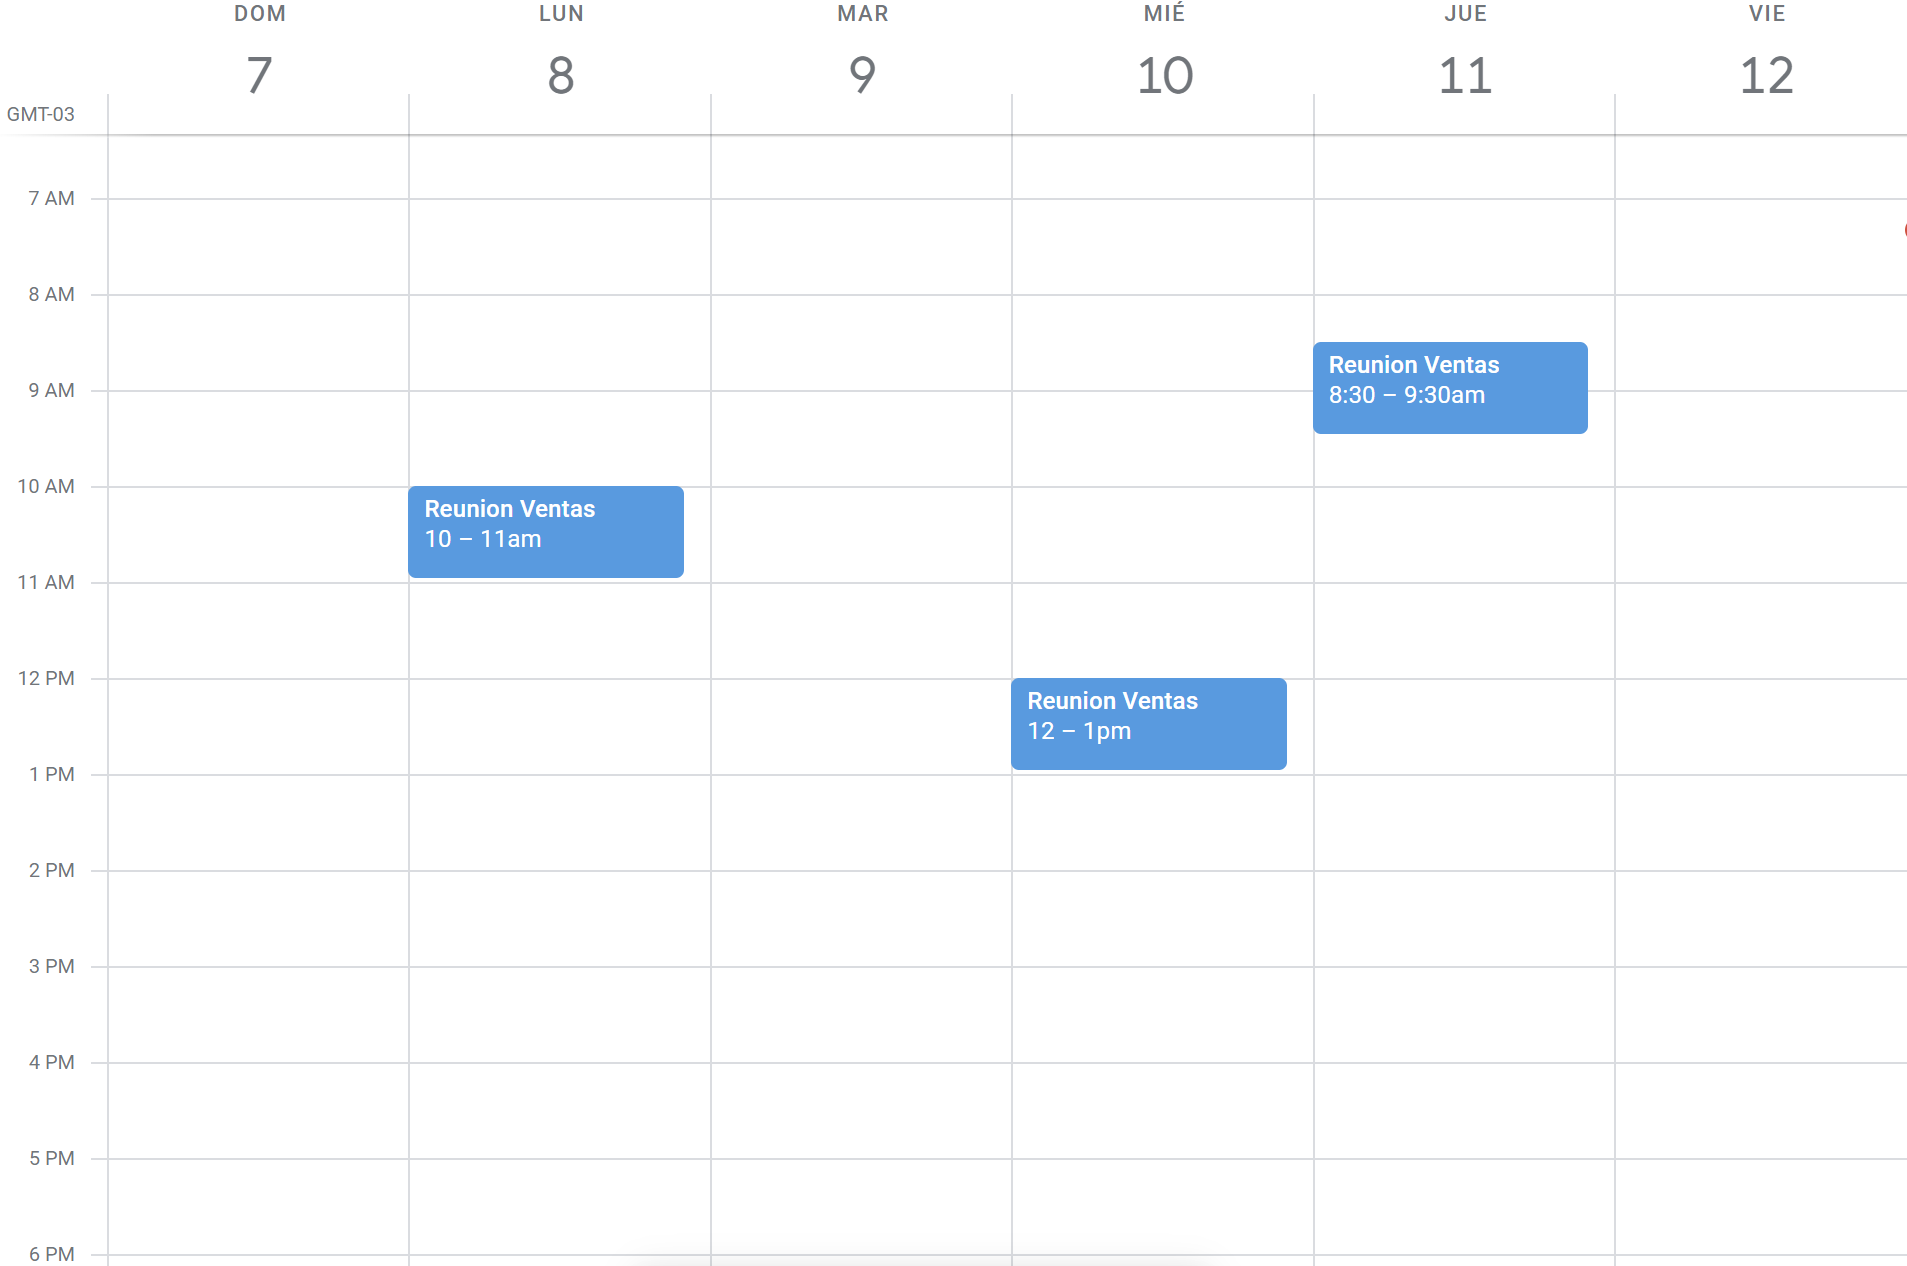 DOM LUN MAR MIÉ JUE VIE
7 8 9 10 11 12
GMT-03
7 AM
8 AM
Reunion Ventas
8:30 – 9:30am
9 AM
10 AM
Reunion Ventas
10 – 11am
11 AM
12 PM
Reunion Ventas
12 – 1pm
1 PM
2 PM
3 PM
4 PM
5 PM
6 PM